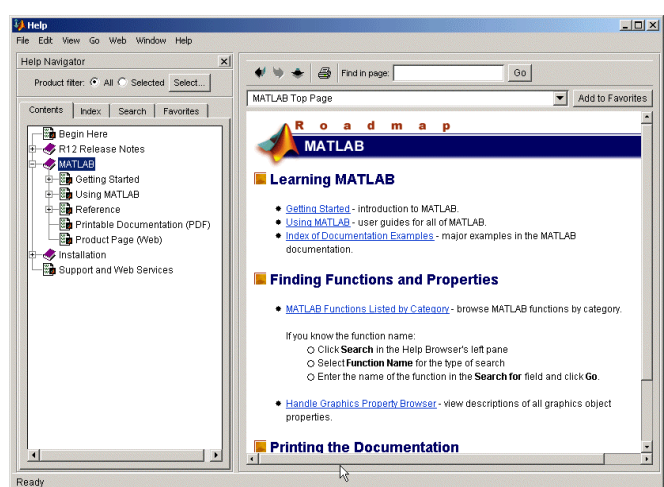 Help
File Edit View Go Web Window Help
Help Navigator
Product filter: All Selected Select...
Contents Index Search Favorites
Begin Here
R12 Release Notes
MATLAB
Getting Started
Using MATLAB
Reference
Printable Documentation (PDF)
Product Page (Web)
Installation
Support and Web Services
Find in page: Go
MATLAB Top Page Add to Favorites
Roadmap
MATLAB
Learning MATLAB
Getting Started - introduction to MATLAB.
Using MATLAB - user guides for all of MATLAB.
Index of Documentation Examples - major examples in the MATLAB
documentation.
Finding Functions and Properties
MATLAB Functions Listed by Category - browse MATLAB functions by category.
If you know the function name:
Click Search in the Help Browser's left pane
Select Function Name for the type of search
Enter the name of the function in the Search for field and click Go.
Handle Graphics Property Browser - view descriptions of all graphics object
properties.
Printing the Documentation
Ready